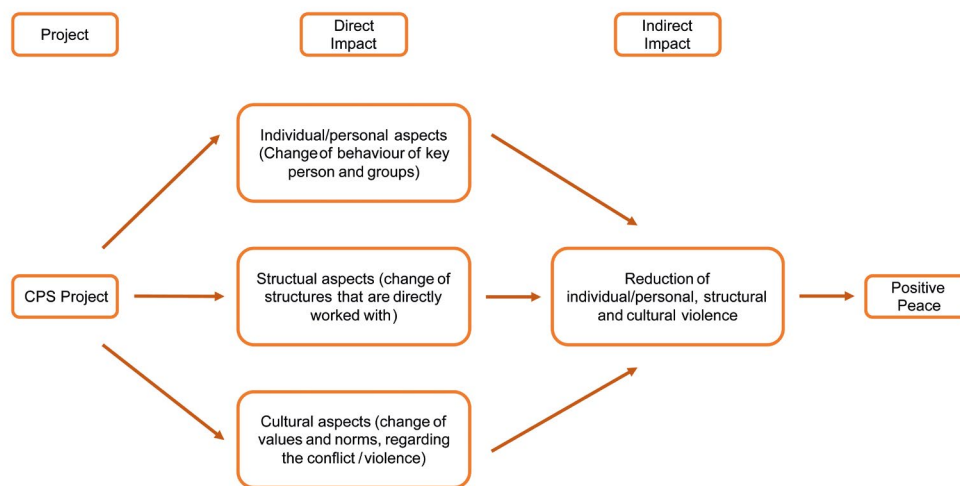 Project
Direct
Impact
Indirect
Impact
Individual/personal aspects
(Change of behaviour of key
person and groups)
CPS Project
Structual aspects (change of
structures that are directly
worked with)
Reduction of
individual/personal, structural
and cultural violence
Positive
Peace
Cultural aspects (change of
values and norms, regarding
the conflict / violence)